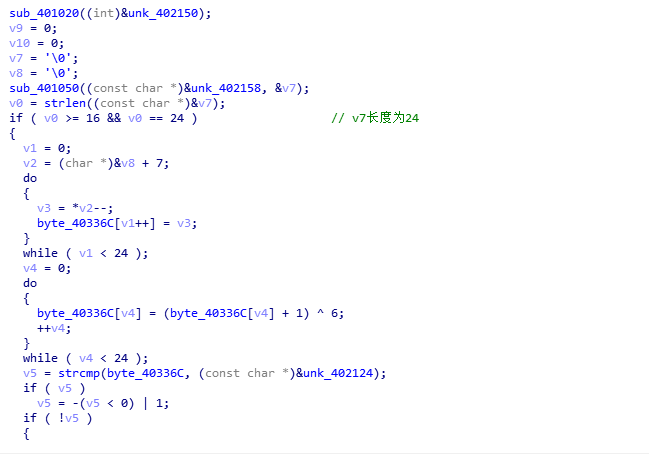 sub_401020((int)&unk_402150);
v9 = 0;
v10 = 0;
v7 = '\0';
v8 = '\0';
sub_401050((const char *)&unk_402158, &v7);
v0 = strlen((const char *)&v7);
if ( v0 >= 16 && v0 == 24 ) // v7长度为24
{
v1 = 0;
v2 = (char *)&v8 + 7;
do
{
v3 = *v2--;
byte_40336C[v1++] = v3;
}
while ( v1 < 24 );
v4 = 0;
do
{
byte_40336C[v4] = (byte_40336C[v4] + 1) ^ 6;
++v4;
}
while ( v4 < 24 );
v5 = strcmp(byte_40336C, (const char *)&unk_402124);
if ( v5 )
v5 = -(v5 < 0) | 1;
if ( !v5 )
{